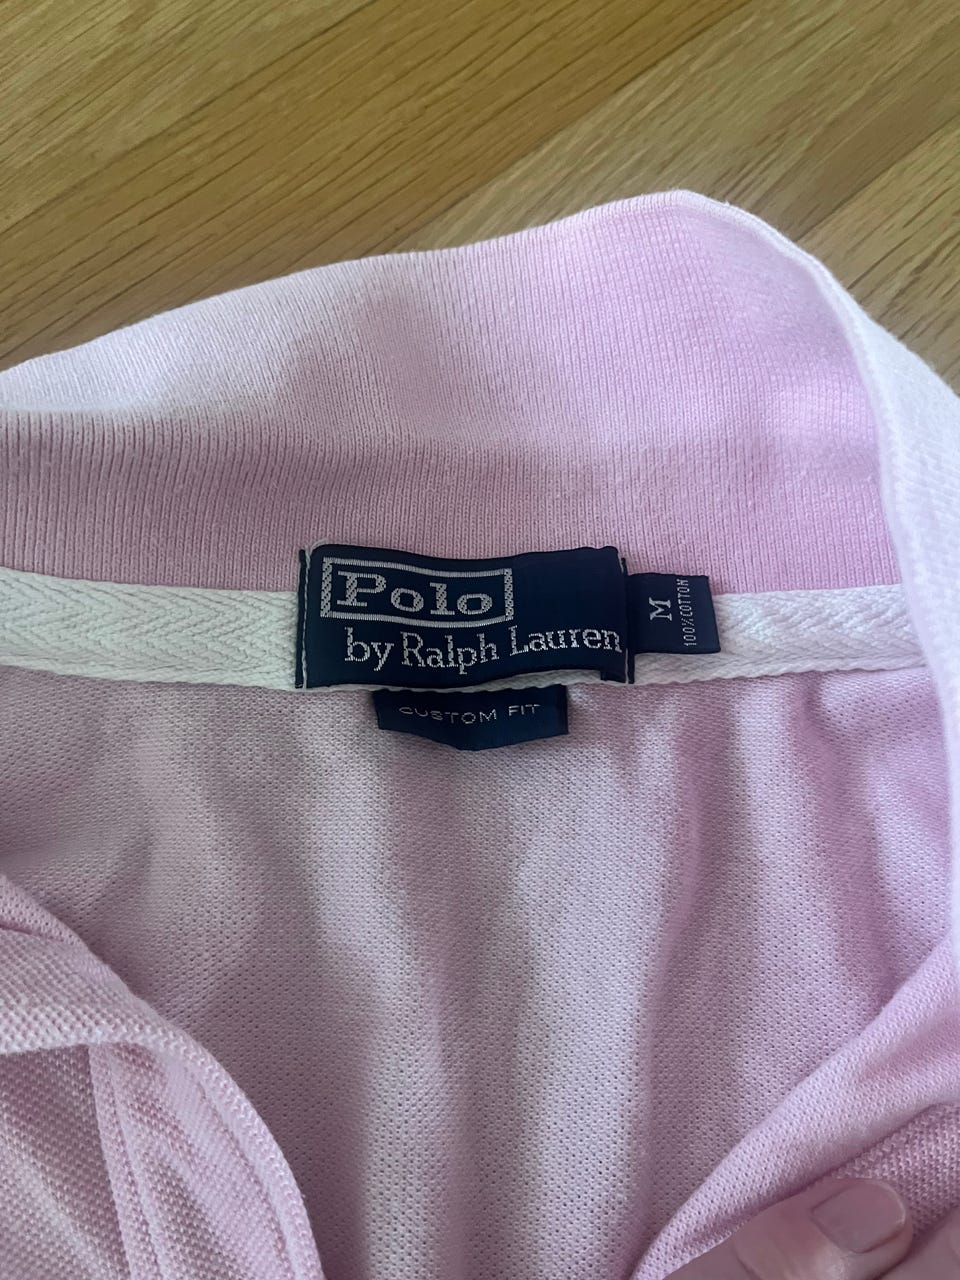 Polo
by Ralph Lauren
M
100% COTTON
CUSTOM FIT